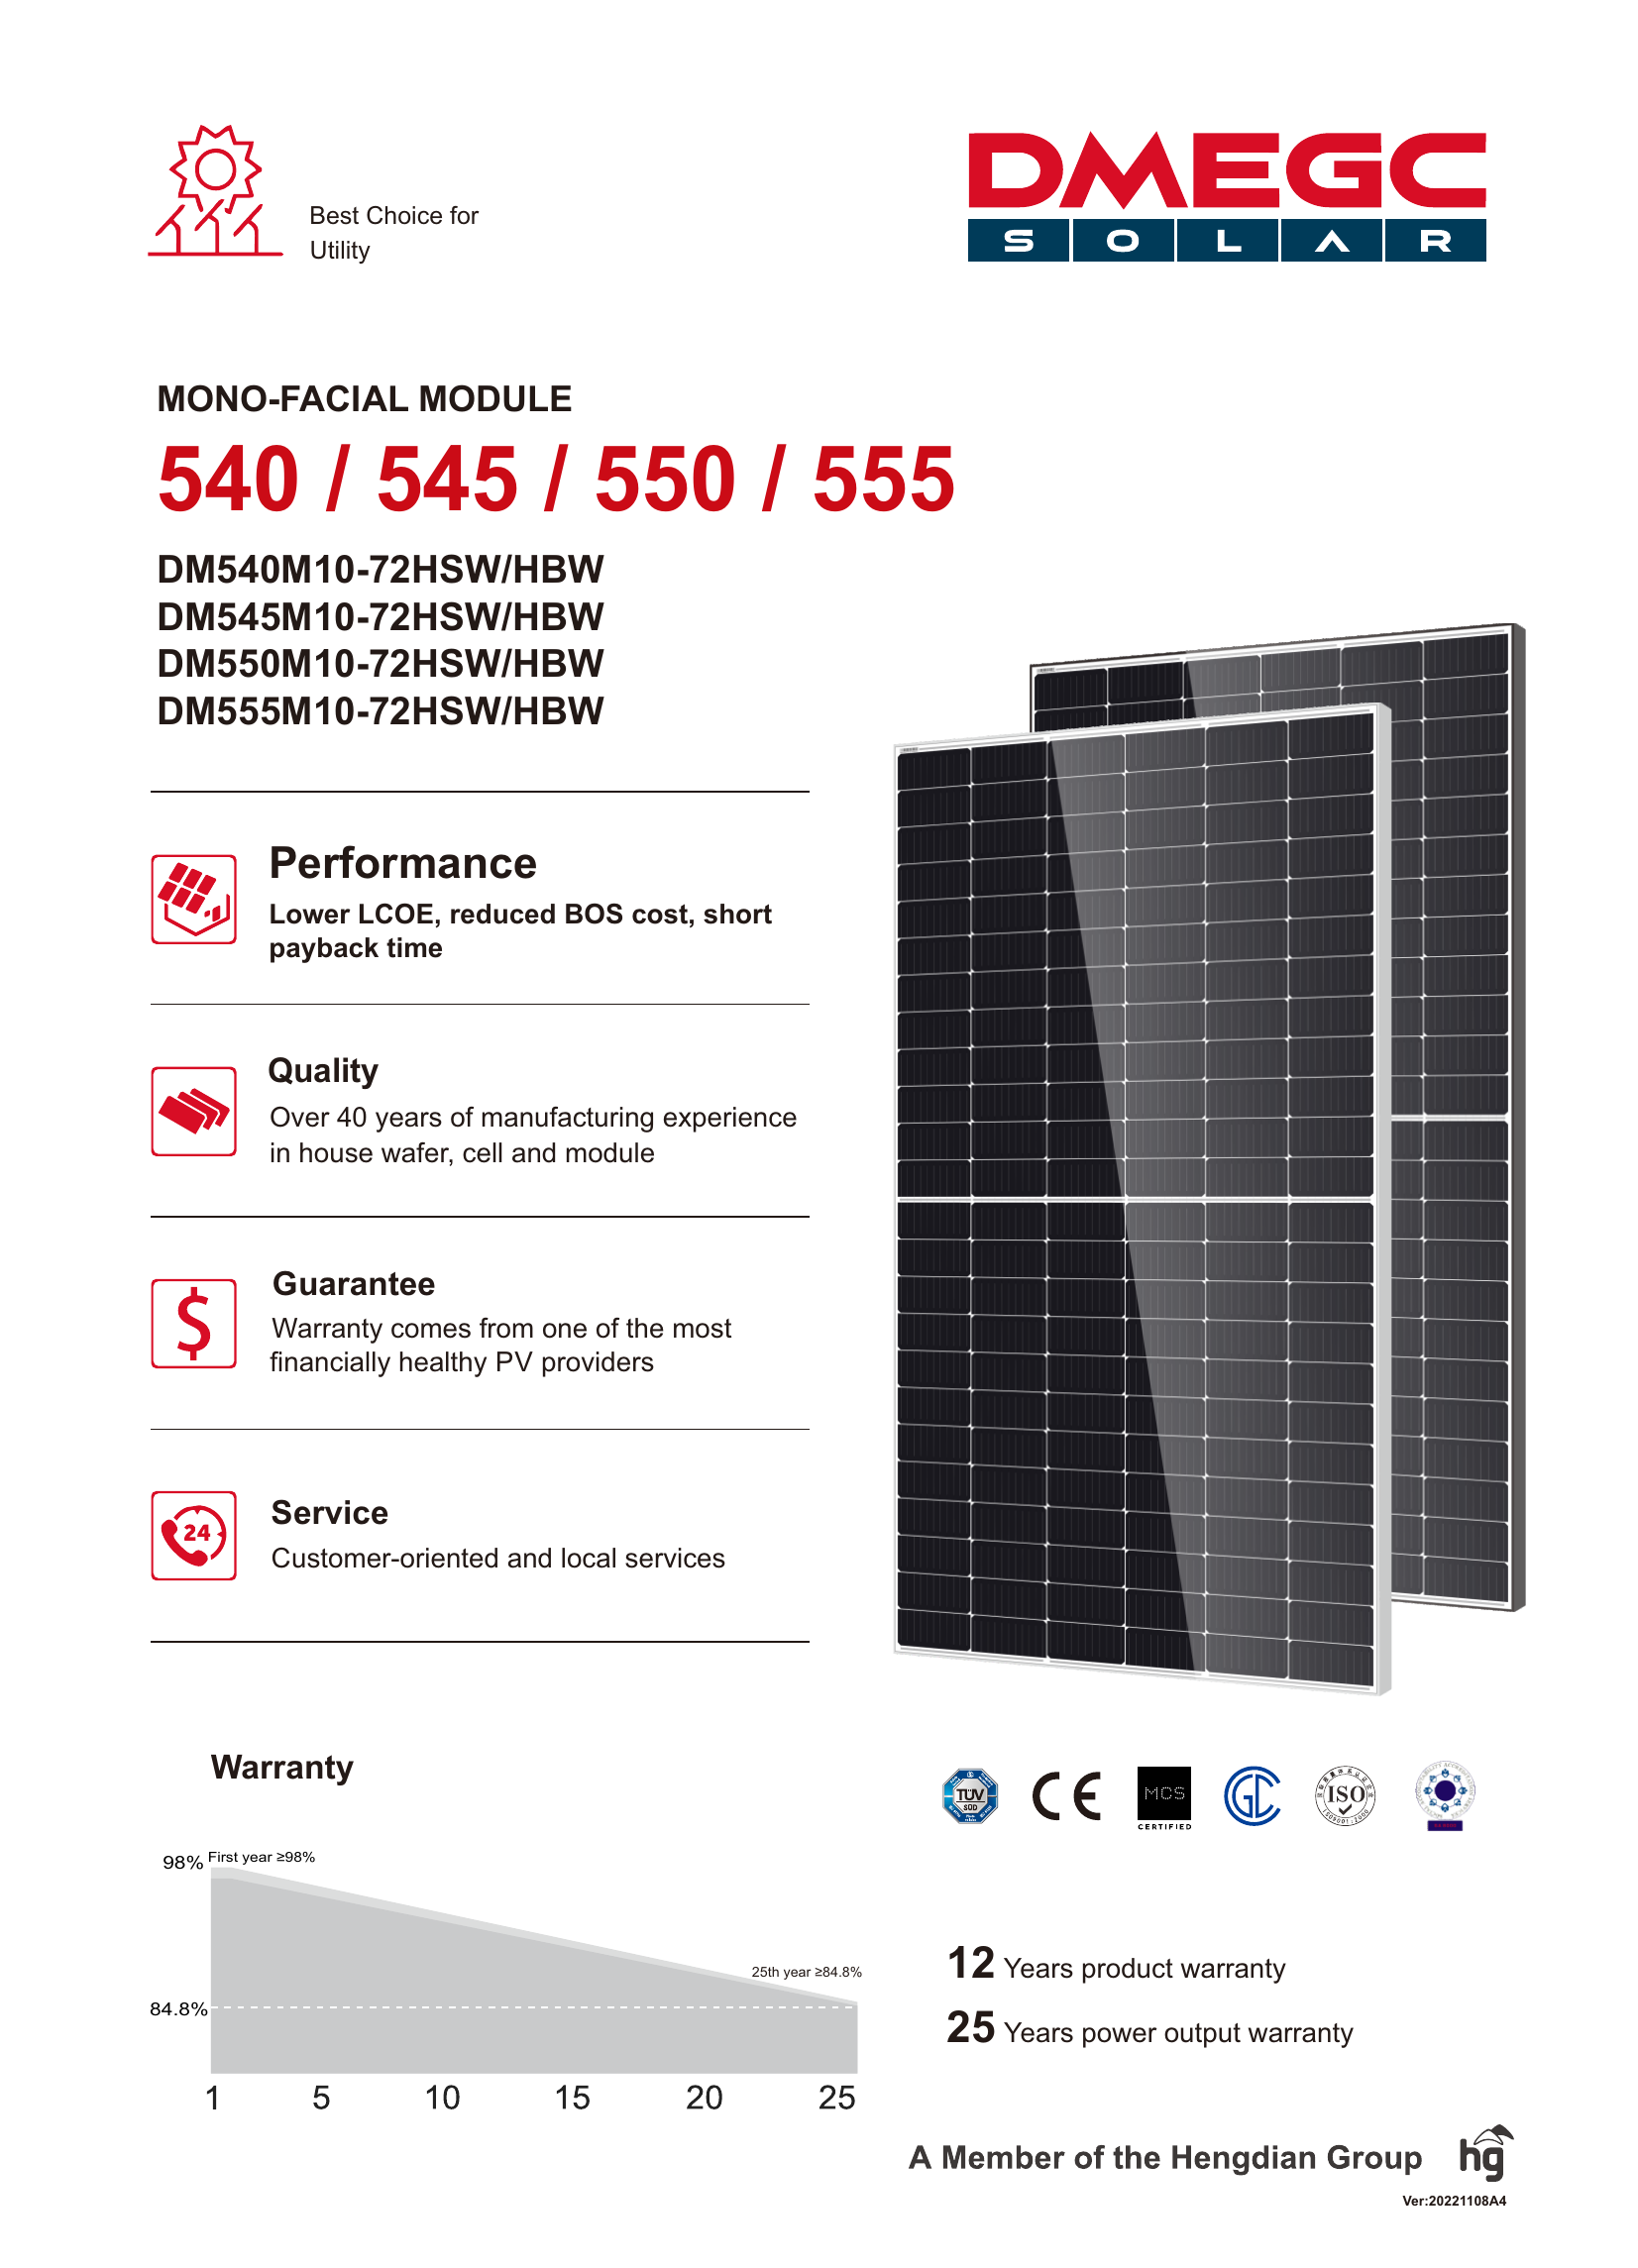 Best Choice for
Utility
DMEGC
SOLAR
MONO-FACIAL MODULE
540 / 545 / 550 / 555
DM540M10-72HSW/HBW
DM545M10-72HSW/HBW
DM550M10-72HSW/HBW
DM555M10-72HSW/HBW
Performance
Lower LCOE, reduced BOS cost, short
payback time
Quality
Over 40 years of manufacturing experience
in house wafer, cell and module
Guarantee
$
Warranty comes from one of the most
financially healthy PV providers
Service
24
Customer-oriented and local services
Warranty
98%
First year ≥98%
25th year ≥84.8%
84.8%
1 5 10 15 20 25
TÜV
SÜD
CE
MCS
CERTIFIED
CGC
ISO
12 Years product warranty
25 Years power output warranty
A Member of the Hengdian Group
hg
Ver:20221108A4